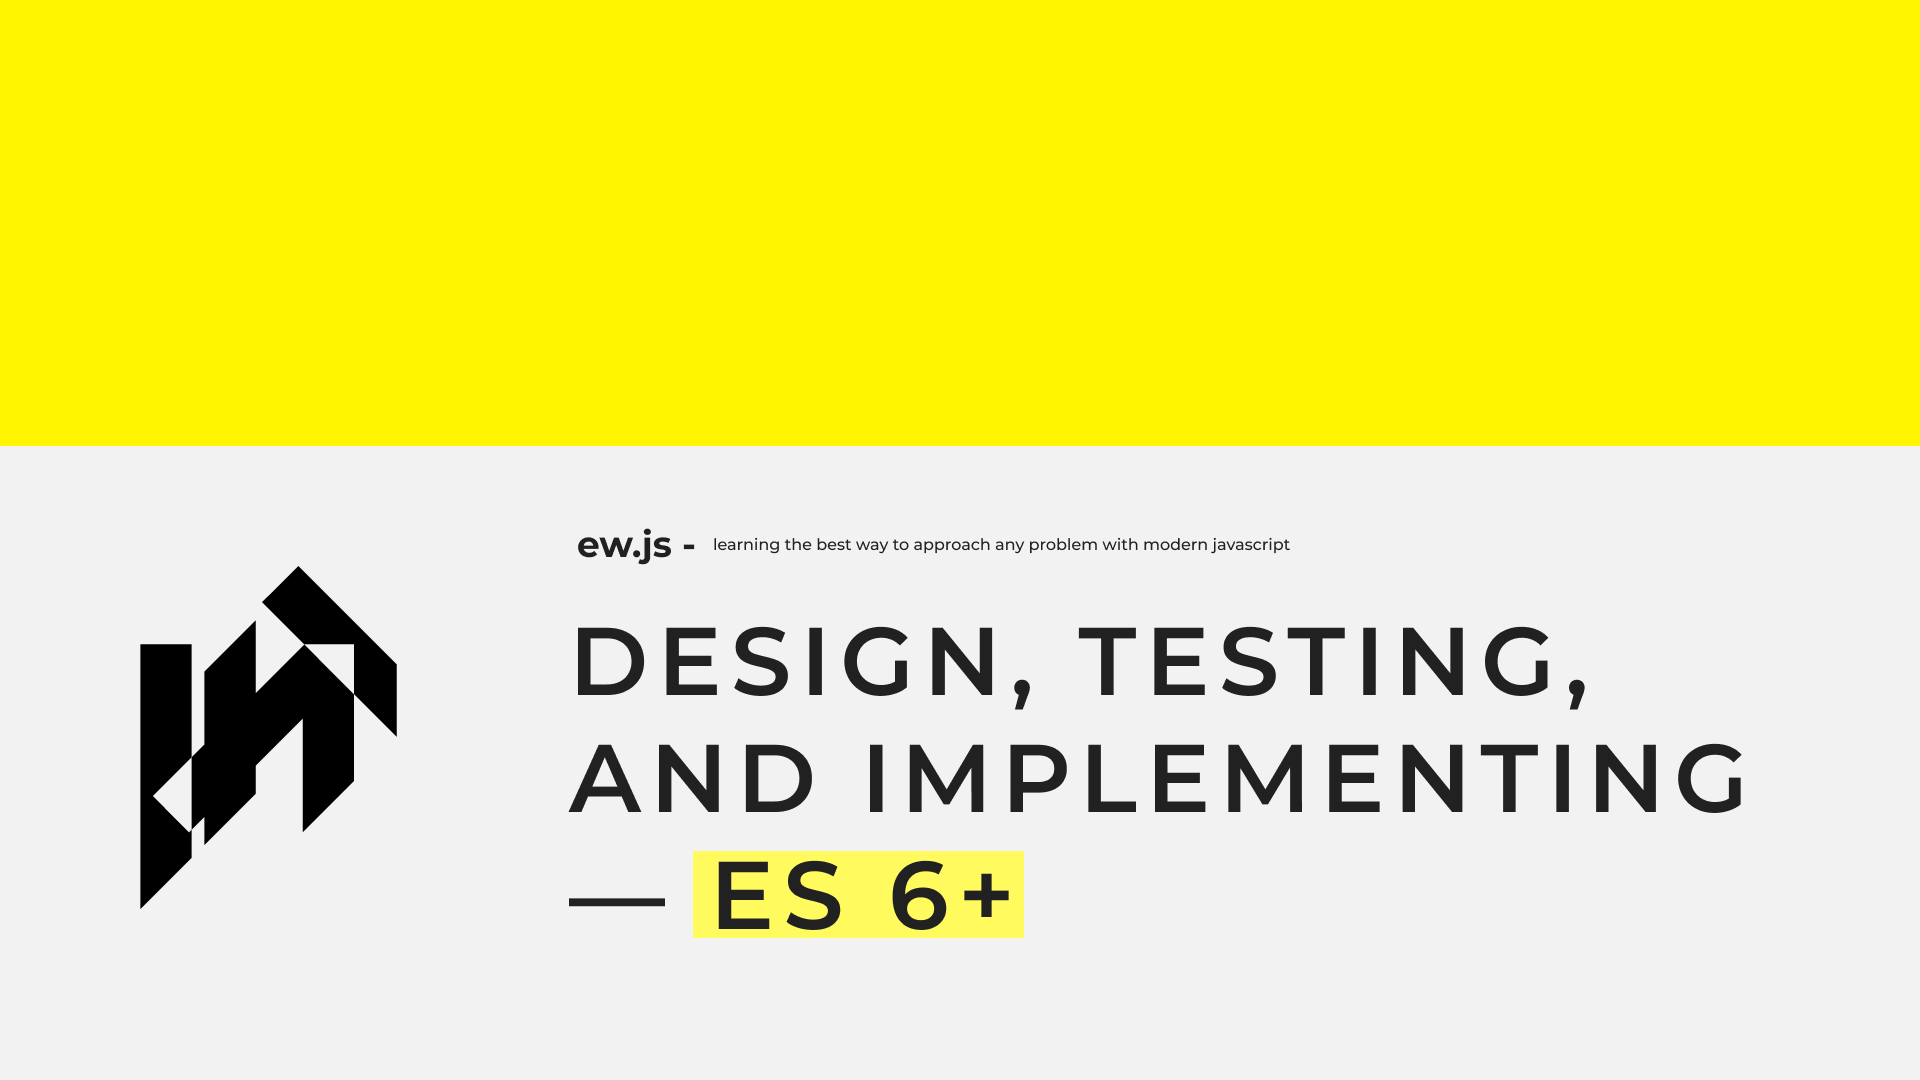 ew.js - learning the best way to approach any problem with modern javascript
DESIGN, TESTING,
AND IMPLEMENTING
— ES 6+